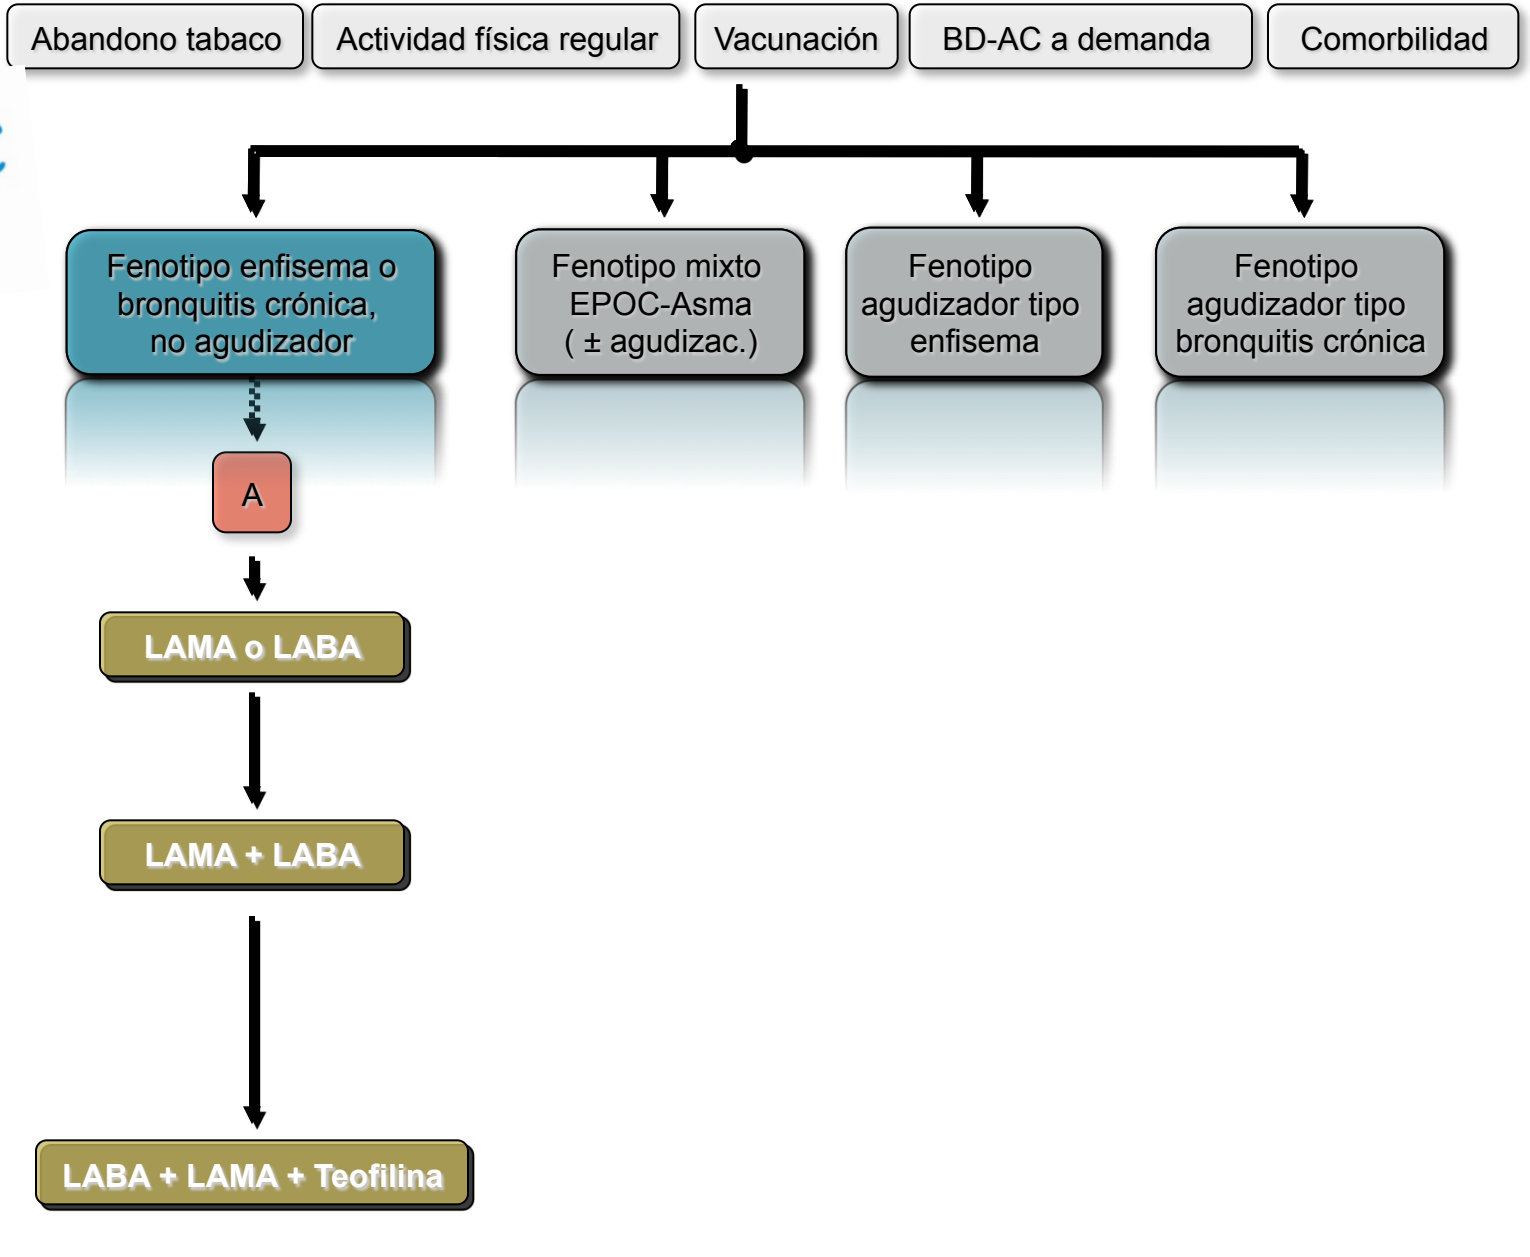 Abandono tabaco
Actividad física regular
Vacunación
BD-AC a demanda
Comorbilidad
Fenotipo enfisema o
bronquitis crónica,
no agudizador
Fenotipo mixto
EPOC-Asma
( ± agudizac.)
Fenotipo
agudizador tipo
enfisema
Fenotipo
agudizador tipo
bronquitis crónica
A
LAMA o LABA
LAMA + LABA
LABA + LAMA + Teofilina